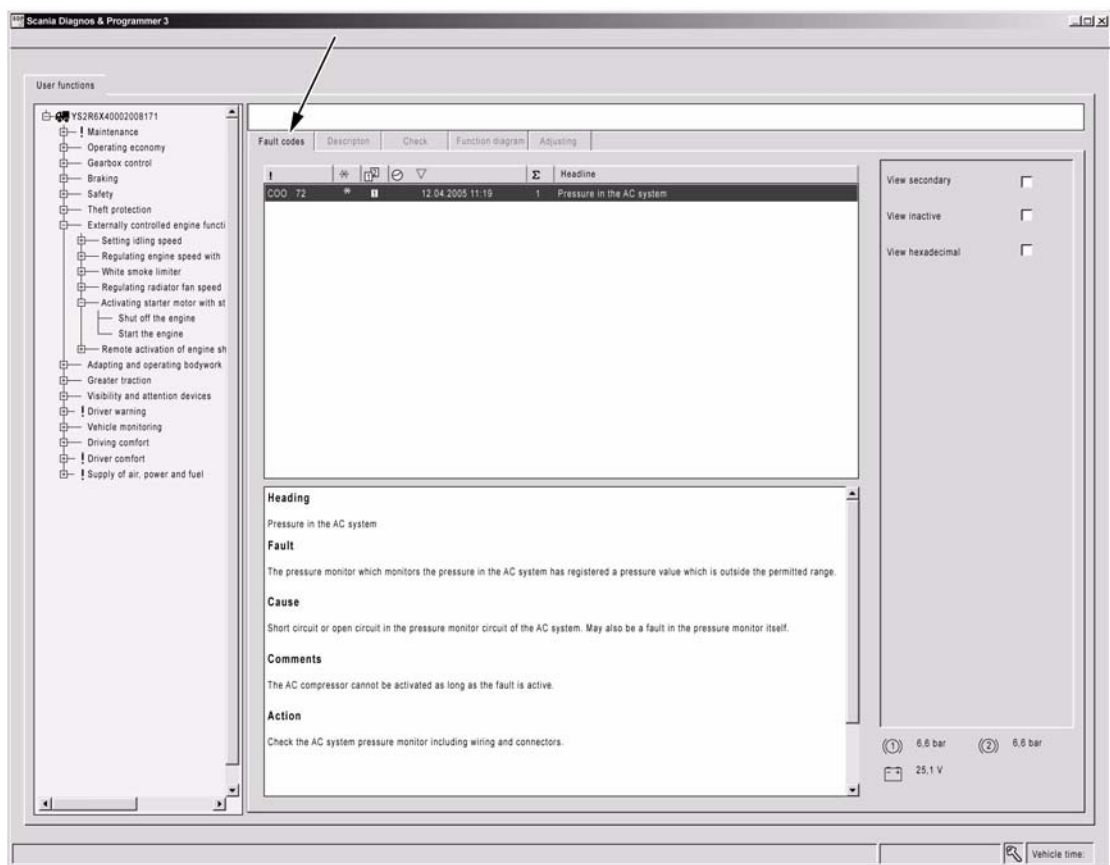 Scania Diagnos & Programmer 3
User functions
YS2R6X40002008171
! Maintenance
Operating economy
Gearbox control
Braking
Safety
Theft protection
Externally controlled engine functi
Setting idling speed
Regulating engine speed with
White smoke limiter
Regulating radiator fan speed
Activating starter motor with st
Shut off the engine
Start the engine
Remote activation of engine sh
Adapting and operating bodywork
Greater traction
Visibility and attention devices
! Driver warning
Vehicle monitoring
Driving comfort
! Driver comfort
! Supply of air, power and fuel
Fault codes Descripton Check Function diagram Adjusting
! Σ Headline
COO 72 * 1 12.04.2005 11:19 1 Pressure in the AC system
Heading
Pressure in the AC system
Fault
The pressure monitor which monitors the pressure in the AC system has registered a pressure value which is outside the permitted range.
Cause
Short circuit or open circuit in the pressure monitor circuit of the AC system. May also be a fault in the pressure monitor itself.
Comments
The AC compressor cannot be activated as long as the fault is active.
Action
Check the AC system pressure monitor including wiring and connectors.
View secondary
View inactive
View hexadecimal
(1) 6,6 bar (2) 6,6 bar
25,1 V
Vehicle time: